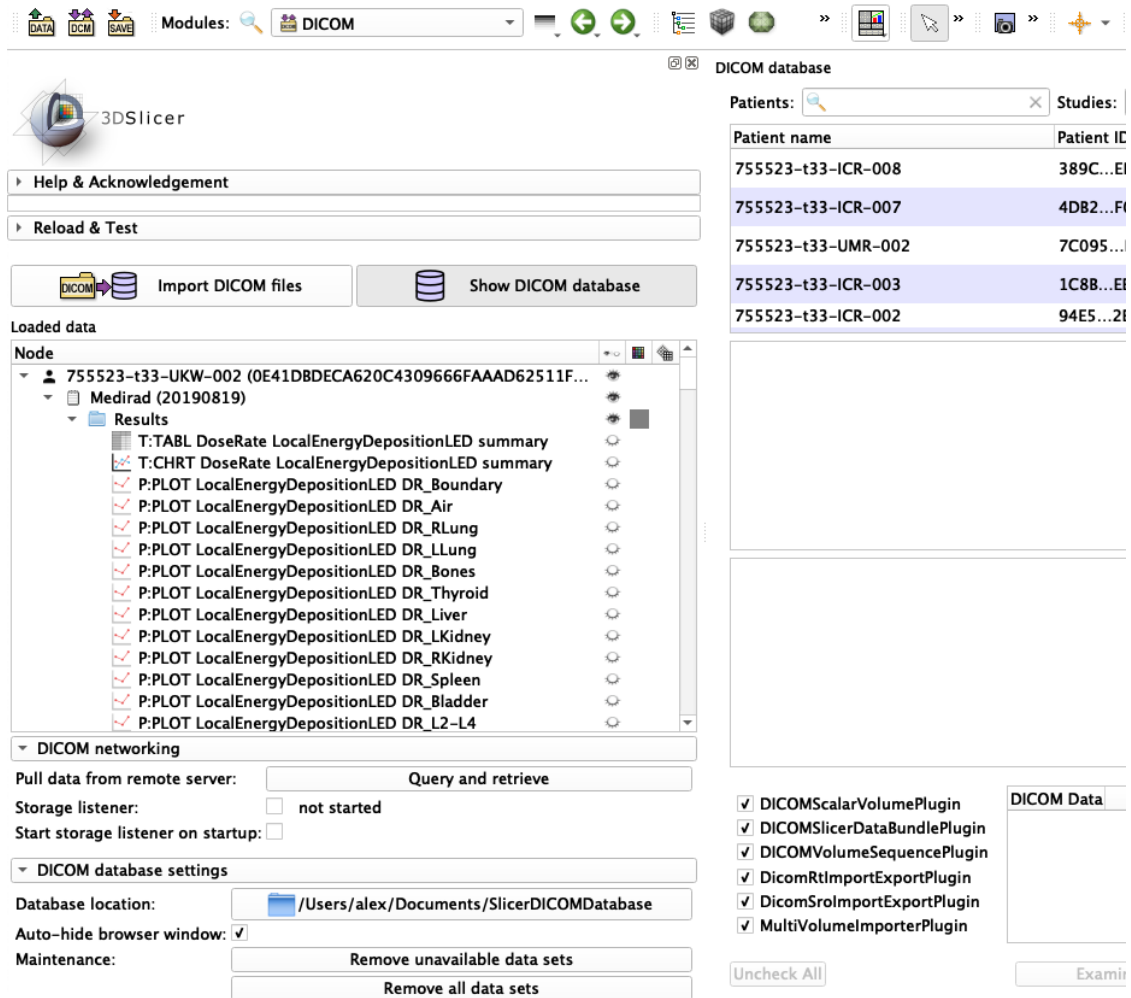 DATA DCM SAVE Modules: DICOM » » »
DICOM database
Patients: Studies:
3DSlicer
Patient name Patient ID
755523-t33-ICR-008 389C...E
755523-t33-ICR-007 4DB2...F
755523-t33-UMR-002 7C095...
755523-t33-ICR-003 1C8B...E
755523-t33-ICR-002 94E5...2
Help & Acknowledgement
Reload & Test
DICOM Import DICOM files Show DICOM database
Loaded data
Node
755523-t33-UKW-002 (0E41DBDECA620C4309666FAAAD62511F...
Medirad (20190819)
Results
T:TABL DoseRate LocalEnergyDepositionLED summary
T:CHRT DoseRate LocalEnergyDepositionLED summary
P:PLOT LocalEnergyDepositionLED DR_Boundary
P:PLOT LocalEnergyDepositionLED DR_Air
P:PLOT LocalEnergyDepositionLED DR_RLung
P:PLOT LocalEnergyDepositionLED DR_LLung
P:PLOT LocalEnergyDepositionLED DR_Bones
P:PLOT LocalEnergyDepositionLED DR_Thyroid
P:PLOT LocalEnergyDepositionLED DR_Liver
P:PLOT LocalEnergyDepositionLED DR_LKidney
P:PLOT LocalEnergyDepositionLED DR_RKidney
P:PLOT LocalEnergyDepositionLED DR_Spleen
P:PLOT LocalEnergyDepositionLED DR_Bladder
P:PLOT LocalEnergyDepositionLED DR_L2-L4
DICOM networking
Pull data from remote server: Query and retrieve
Storage listener: not started
Start storage listener on startup:
DICOM database settings
Database location: /Users/alex/Documents/SlicerDICOMDatabase
Auto-hide browser window:
Maintenance: Remove unavailable data sets
Remove all data sets
DICOMScalarVolumePlugin
DICOMSlicerDataBundlePlugin
DICOMVolumeSequencePlugin
DicomRtImportExportPlugin
DicomSroImportExportPlugin
MultiVolumeImporterPlugin
DICOM Data
Uncheck All Examin